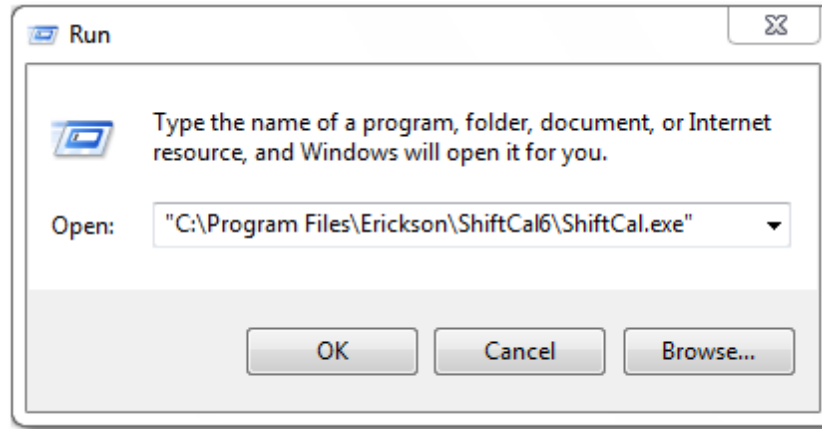 Run
Type the name of a program, folder, document, or Internet
resource, and Windows will open it for you.
Open: "C:\Program Files\Erickson\ShiftCal6\ShiftCal.exe"
OK Cancel Browse...